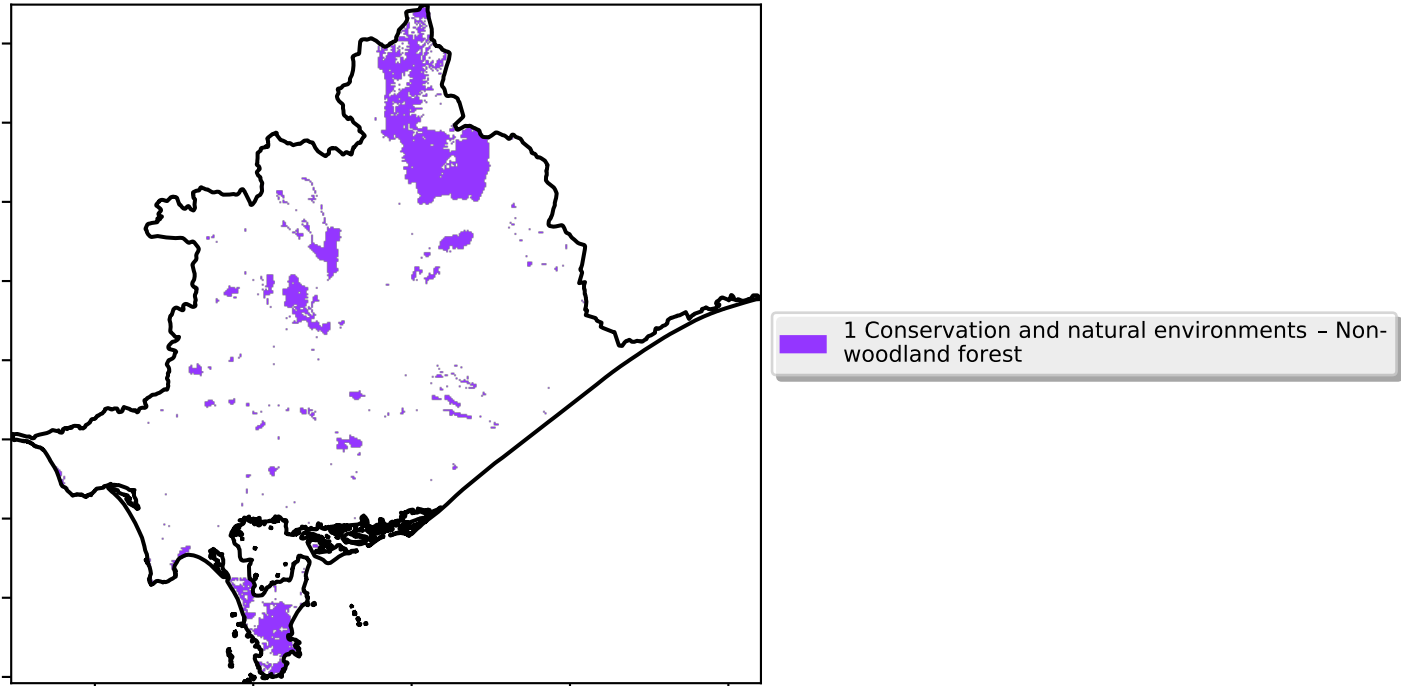 1 Conservation and natural environments – Non-
woodland forest